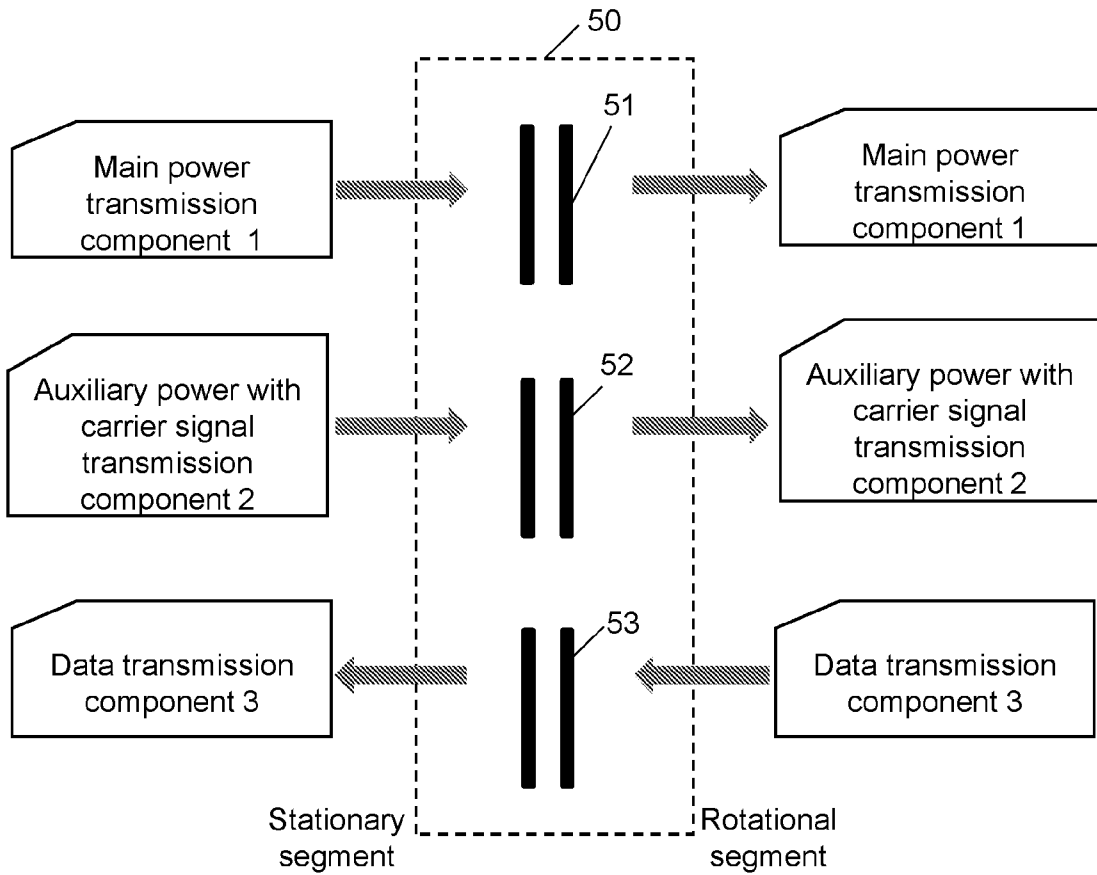 50
51
Main power
transmission
component 1
Main power
transmission
component 1
52
Auxiliary power with
carrier signal
transmission
component 2
Auxiliary power with
carrier signal
transmission
component 2
53
Data transmission
component 3
Data transmission
component 3
Stationary
segment
Rotational
segment